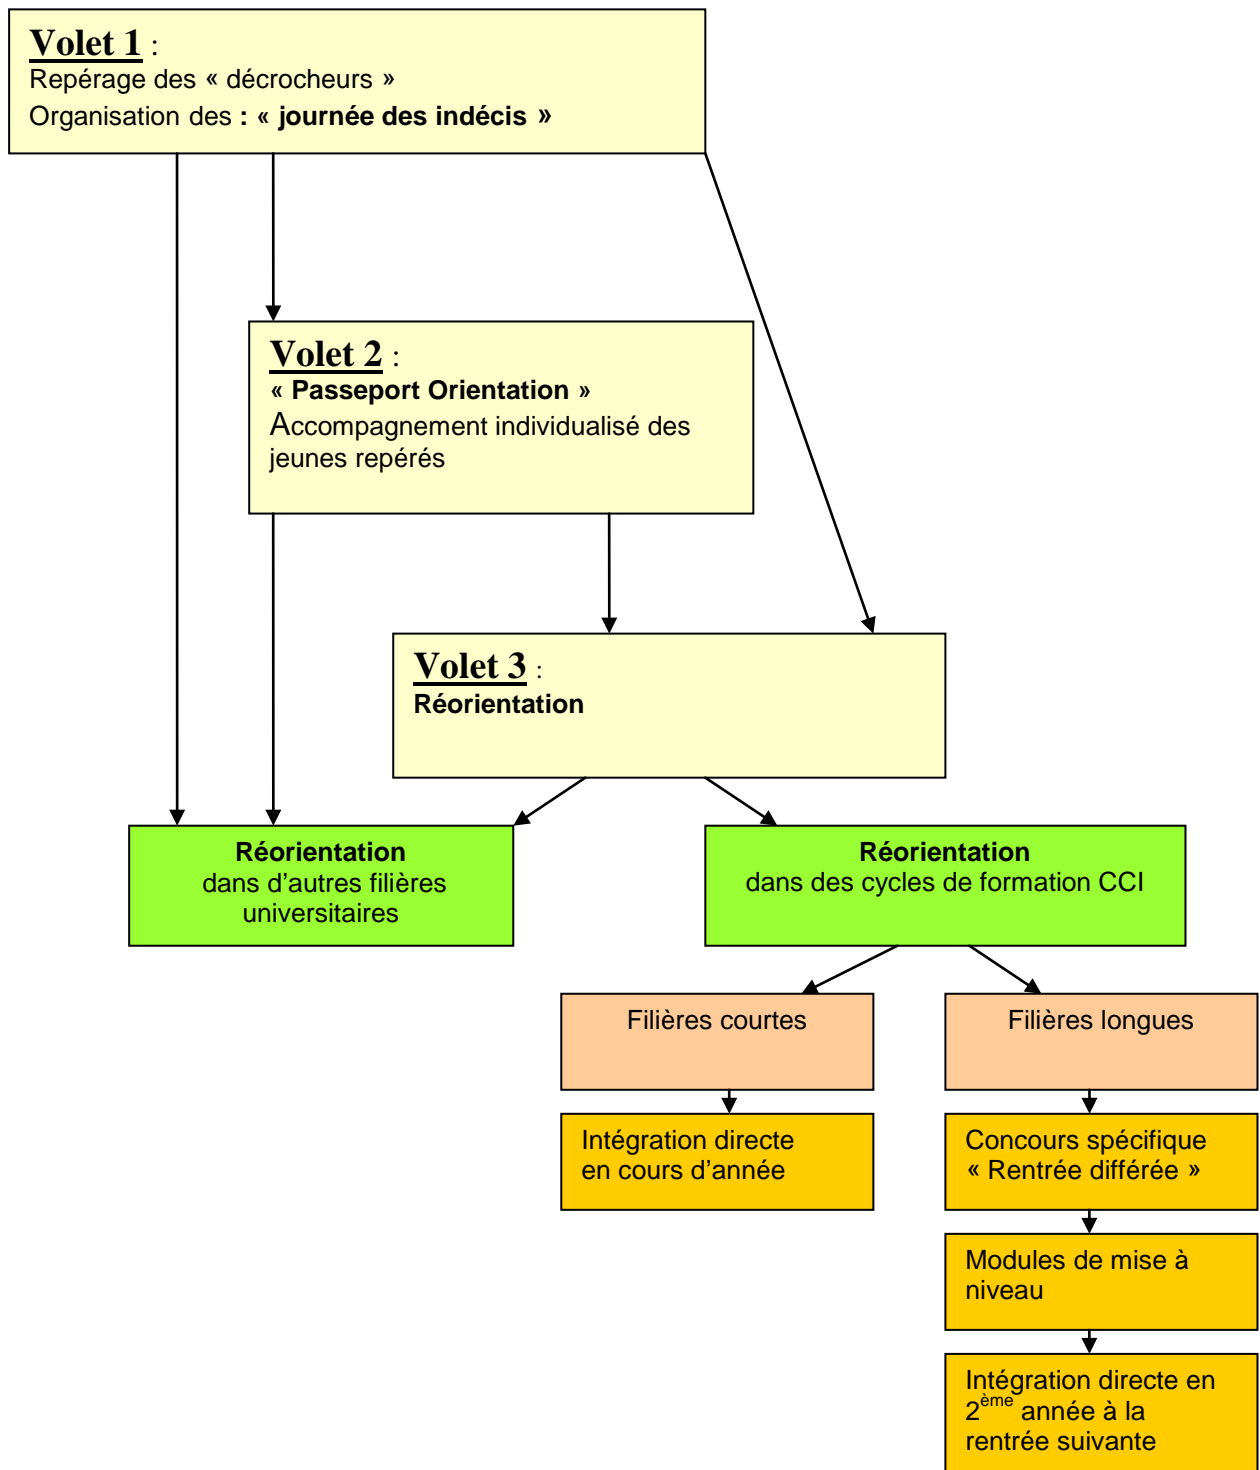 Volet 1 :
Repérage des « décrocheurs »
Organisation des : « journée des indécis »
Volet 2 :
« Passeport Orientation »
Accompagnement individualisé des
jeunes repérés
Volet 3 :
Réorientation
Réorientation
dans d'autres filières
universitaires
Réorientation
dans des cycles de formation CCI
Filières courtes
Filières longues
Intégration directe
en cours d'année
Concours spécifique
« Rentrée différée »
Modules de mise à
niveau
Intégration directe en
2ème année à la
rentrée suivante